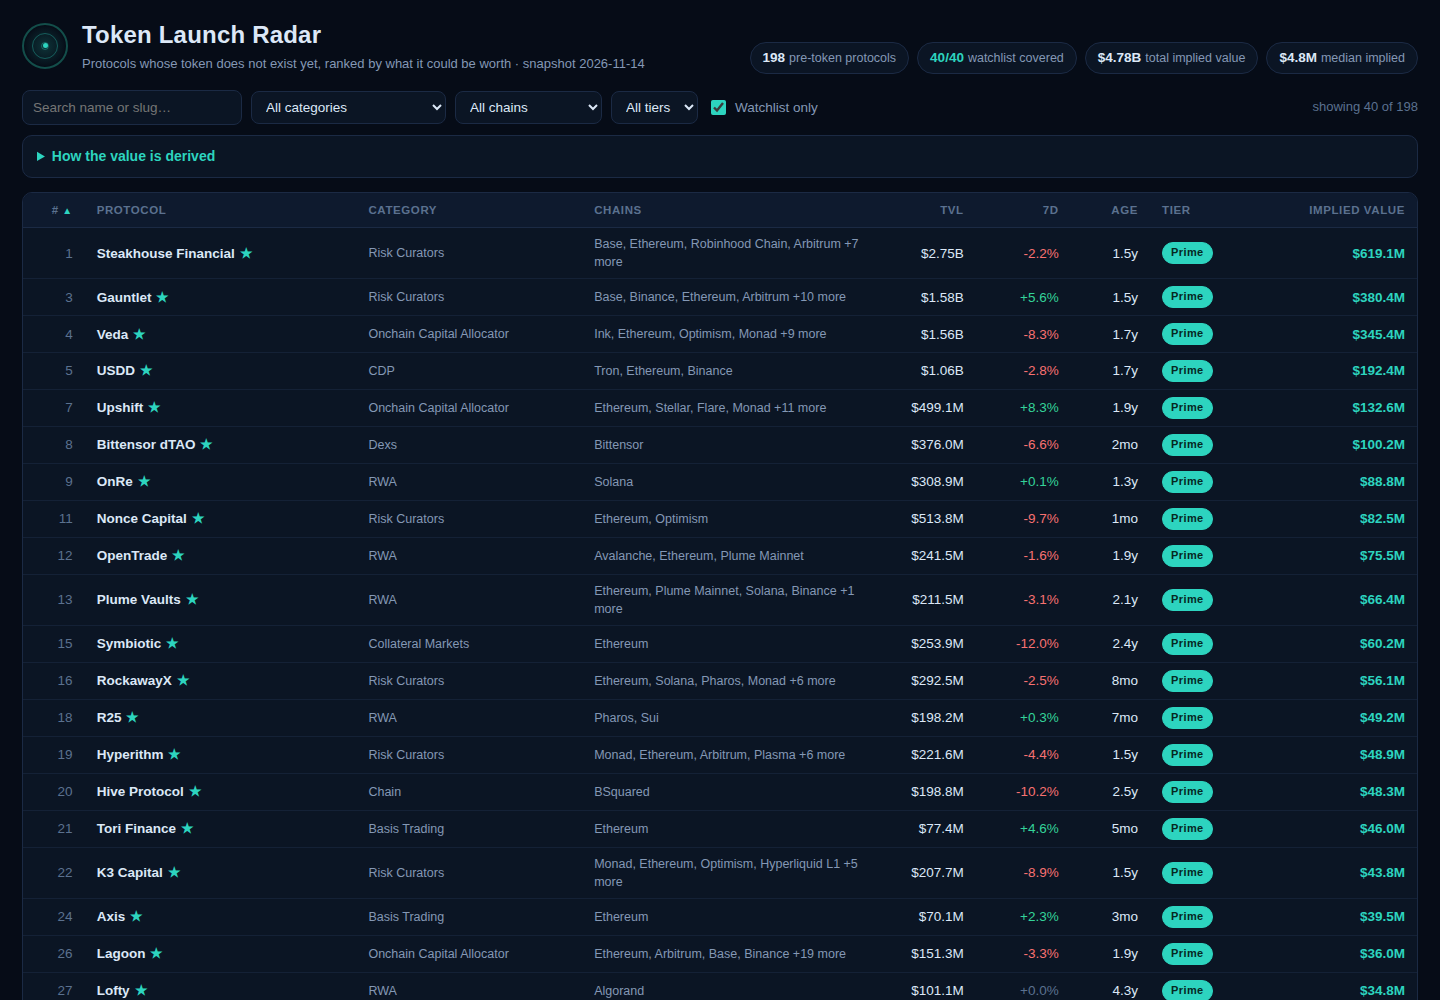 Token Launch Radar
Protocols whose token does not exist yet, ranked by what it could be worth · snapshot 2026-11-14
198 pre-token protocols
40/40 watchlist covered
$4.78B total implied value
$4.8M median implied
Search name or slug…
All categories
All chains
All tiers
Watchlist only
showing 40 of 198
▶ How the value is derived
# ▲ PROTOCOL CATEGORY CHAINS TVL 7D AGE TIER IMPLIED VALUE
1 Steakhouse Financial ★ Risk Curators Base, Ethereum, Robinhood Chain, Arbitrum +7 more $2.75B -2.2% 1.5y Prime $619.1M
3 Gauntlet ★ Risk Curators Base, Binance, Ethereum, Arbitrum +10 more $1.58B +5.6% 1.5y Prime $380.4M
4 Veda ★ Onchain Capital Allocator Ink, Ethereum, Optimism, Monad +9 more $1.56B -8.3% 1.7y Prime $345.4M
5 USDD ★ CDP Tron, Ethereum, Binance $1.06B -2.8% 1.7y Prime $192.4M
7 Upshift ★ Onchain Capital Allocator Ethereum, Stellar, Flare, Monad +11 more $499.1M +8.3% 1.9y Prime $132.6M
8 Bittensor dTAO ★ Dexs Bittensor $376.0M -6.6% 2mo Prime $100.2M
9 OnRe ★ RWA Solana $308.9M +0.1% 1.3y Prime $88.8M
11 Nonce Capital ★ Risk Curators Ethereum, Optimism $513.8M -9.7% 1mo Prime $82.5M
12 OpenTrade ★ RWA Avalanche, Ethereum, Plume Mainnet $241.5M -1.6% 1.9y Prime $75.5M
13 Plume Vaults ★ RWA Ethereum, Plume Mainnet, Solana, Binance +1 more $211.5M -3.1% 2.1y Prime $66.4M
15 Symbiotic ★ Collateral Markets Ethereum $253.9M -12.0% 2.4y Prime $60.2M
16 RockawayX ★ Risk Curators Ethereum, Solana, Pharos, Monad +6 more $292.5M -2.5% 8mo Prime $56.1M
18 R25 ★ RWA Pharos, Sui $198.2M +0.3% 7mo Prime $49.2M
19 Hyperithm ★ Risk Curators Monad, Ethereum, Arbitrum, Plasma +6 more $221.6M -4.4% 1.5y Prime $48.9M
20 Hive Protocol ★ Chain BSquared $198.8M -10.2% 2.5y Prime $48.3M
21 Tori Finance ★ Basis Trading Ethereum $77.4M +4.6% 5mo Prime $46.0M
22 K3 Capital ★ Risk Curators Monad, Ethereum, Optimism, Hyperliquid L1 +5 more $207.7M -8.9% 1.5y Prime $43.8M
24 Axis ★ Basis Trading Ethereum $70.1M +2.3% 3mo Prime $39.5M
26 Lagoon ★ Onchain Capital Allocator Ethereum, Arbitrum, Base, Binance +19 more $151.3M -3.3% 1.9y Prime $36.0M
27 Lofty ★ RWA Algorand $101.1M +0.0% 4.3y Prime $34.8M